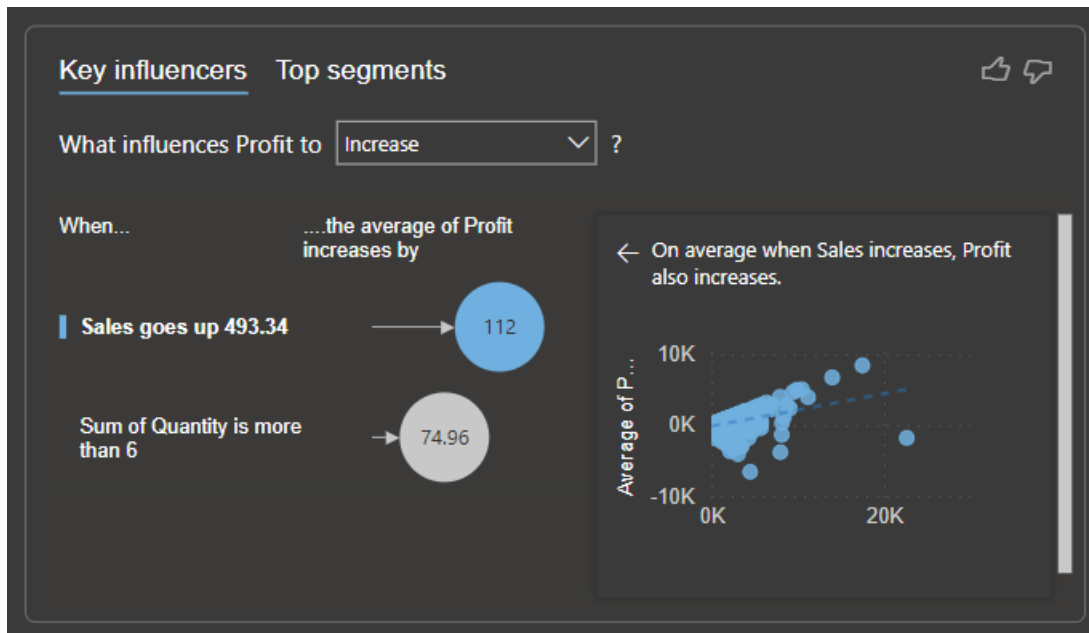 Key influencers Top segments
What influences Profit to Increase ?
When...
....the average of Profit
increases by
Sales goes up 493.34
112
Sum of Quantity is more
than 6
74.96
On average when Sales increases, Profit
also increases.
Average of P...
10K
0K
-10K
0K 20K